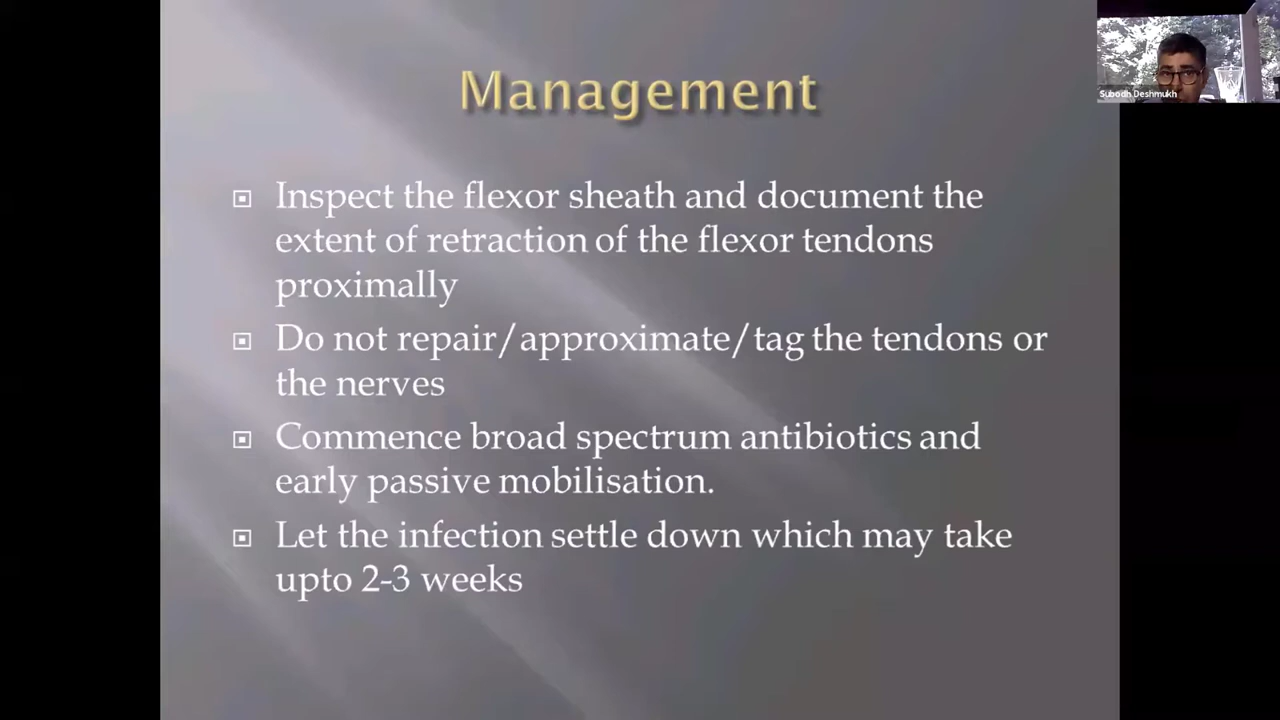 Management
Subodh Deshmukh
Inspect the flexor sheath and document the
extent of retraction of the flexor tendons
proximally
Do not repair/approximate/tag the tendons or
the nerves
Commence broad spectrum antibiotics and
early passive mobilisation.
Let the infection settle down which may take
upto 2-3 weeks